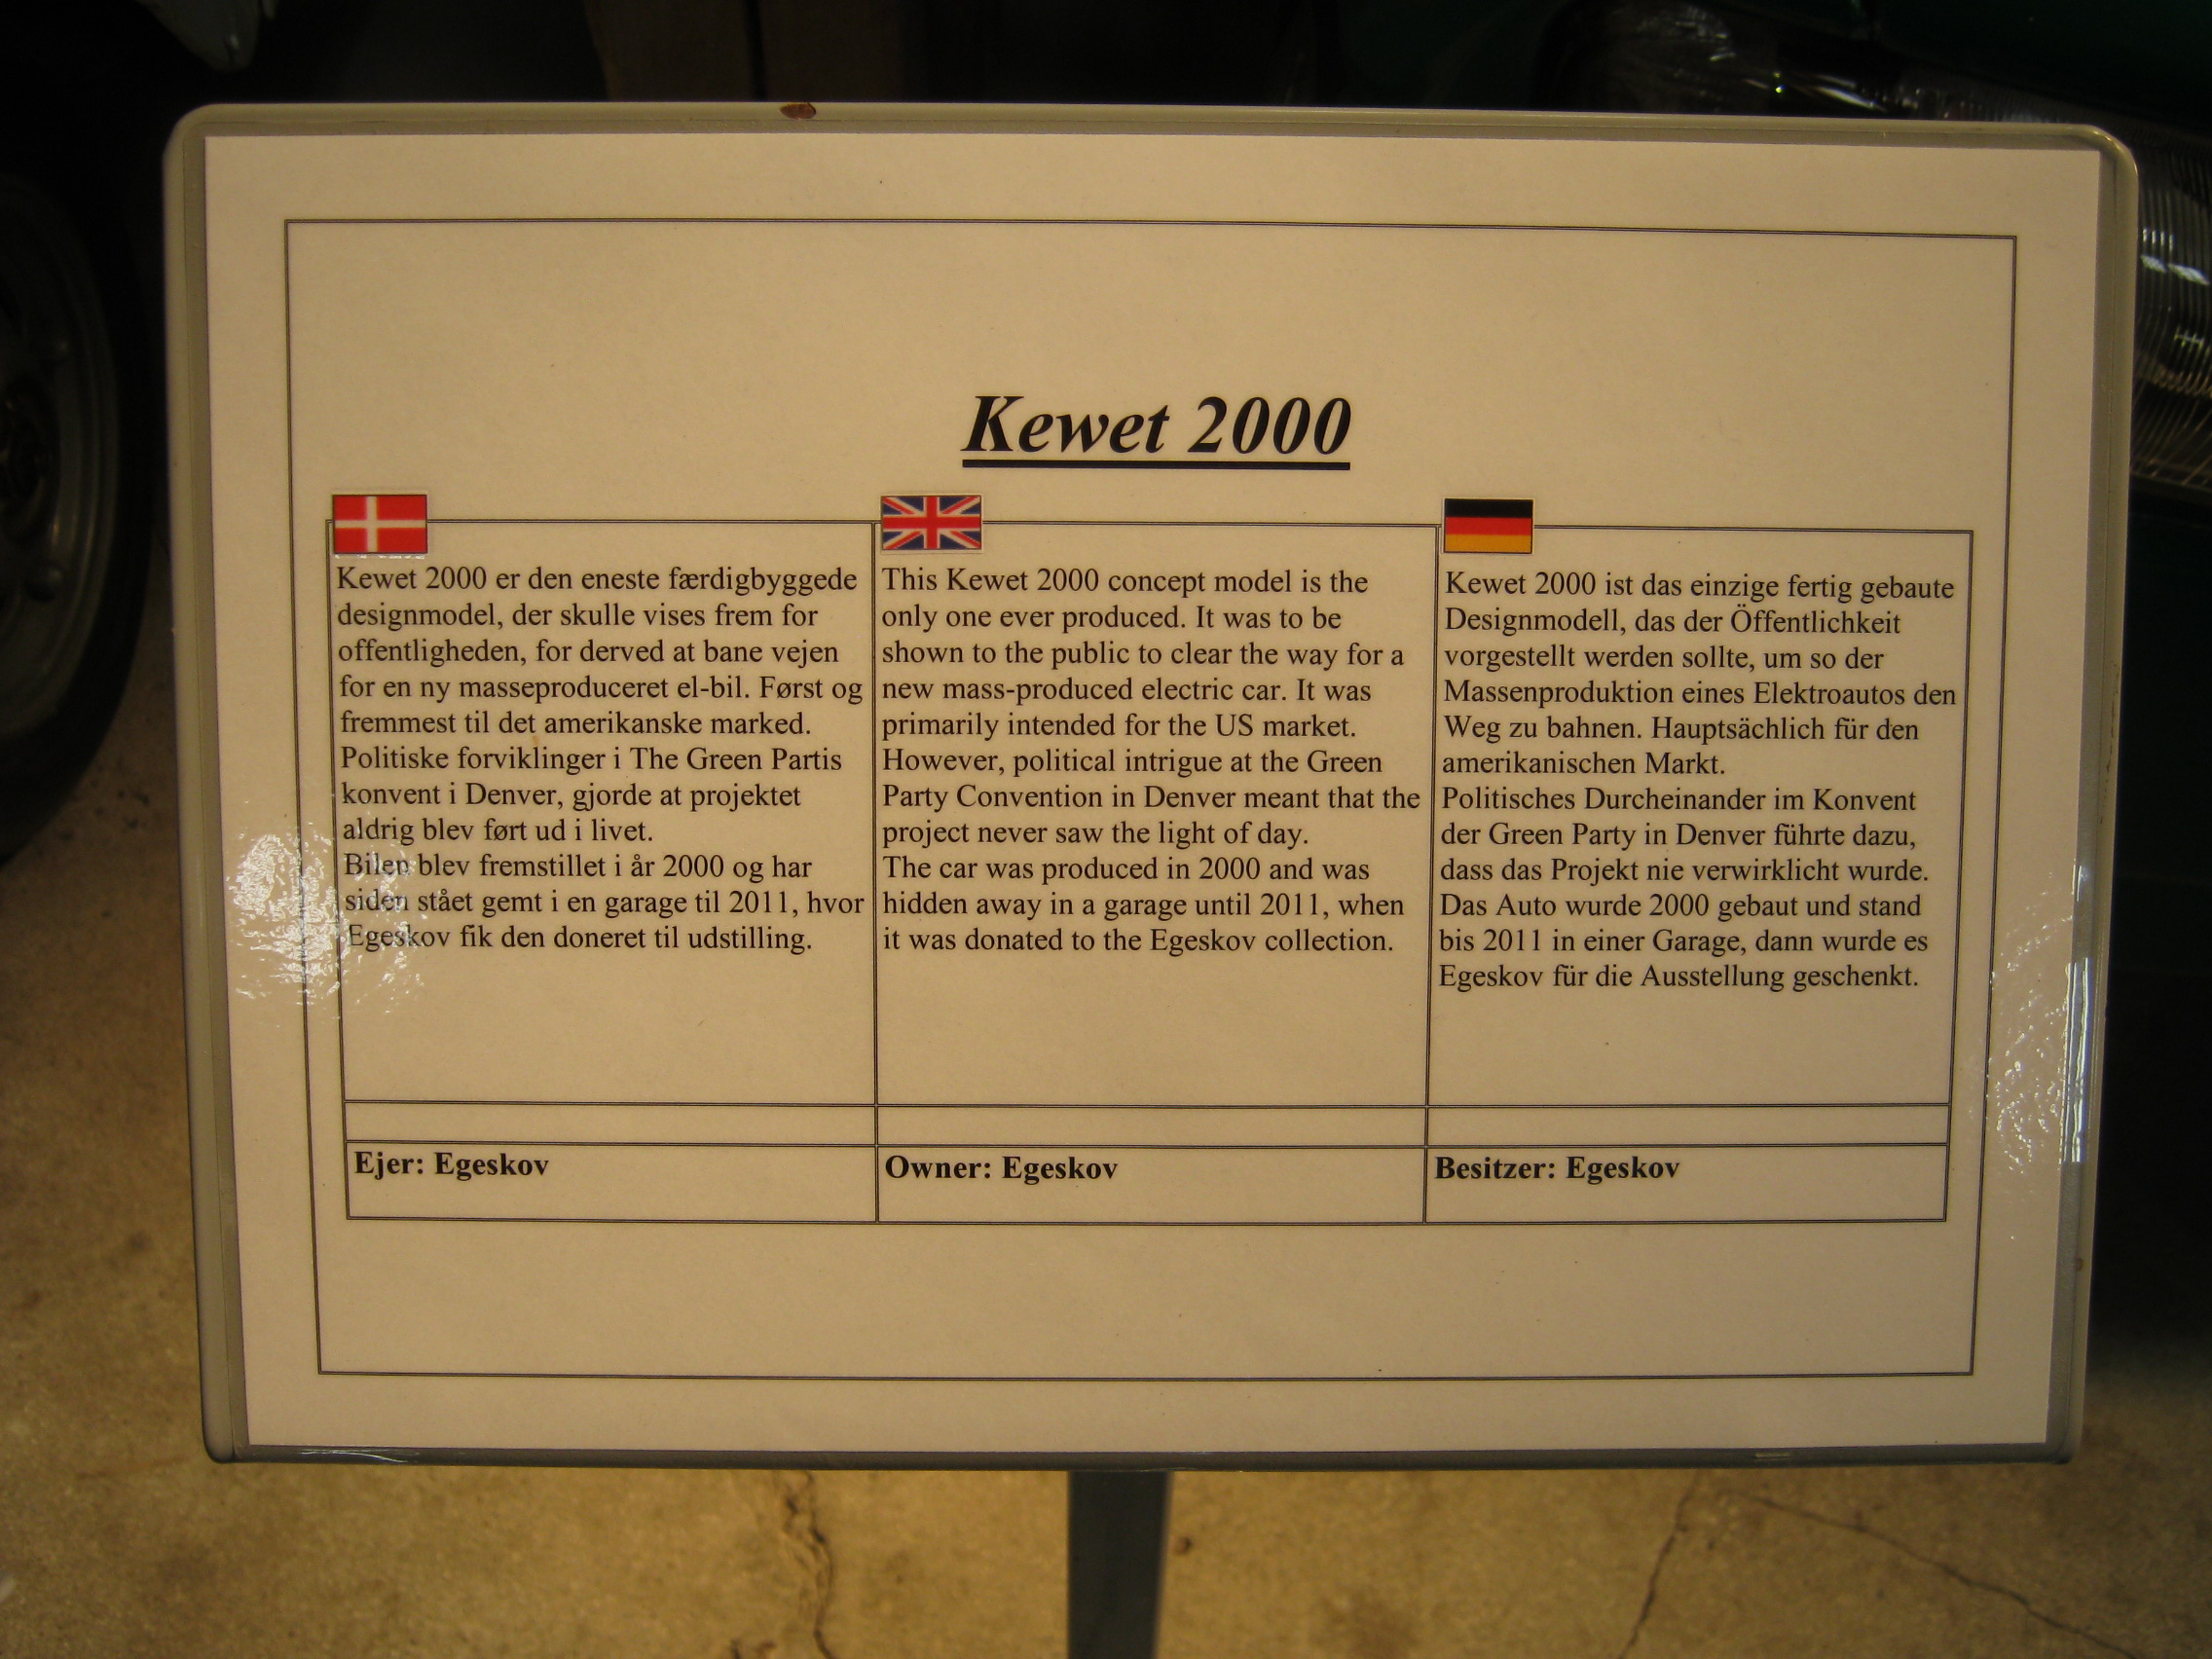 Kewet 2000
Kewet 2000 er den eneste færdigbyggede
designmodel, der skulle vises frem for
offentligheden, for derved at bane vejen
for en ny masseproduceret el-bil. Først og
fremmest til det amerikanske marked.
Politiske forviklinger i The Green Partis
konvent i Denver, gjorde at projektet
aldrig blev ført ud i livet.
Bilen blev fremstillet i år 2000 og har
siden stået gemt i en garage til 2011, hvor
Egeskov fik den doneret til udstilling.
Ejer: Egeskov
This Kewet 2000 concept model is the
only one ever produced. It was to be
shown to the public to clear the way for a
new mass-produced electric car. It was
primarily intended for the US market.
However, political intrigue at the Green
Party Convention in Denver meant that the
project never saw the light of day.
The car was produced in 2000 and was
hidden away in a garage until 2011, when
it was donated to the Egeskov collection.
Owner: Egeskov
Kewet 2000 ist das einzige fertig gebaute
Designmodell, das der Öffentlichkeit
vorgestellt werden sollte, um so der
Massenproduktion eines Elektroautos den
Weg zu bahnen. Hauptsächlich für den
amerikanischen Markt.
Politisches Durcheinander im Konvent
der Green Party in Denver führte dazu,
dass das Projekt nie verwirklicht wurde.
Das Auto wurde 2000 gebaut und stand
bis 2011 in einer Garage, dann wurde es
Egeskov für die Ausstellung geschenkt.
Besitzer: Egeskov